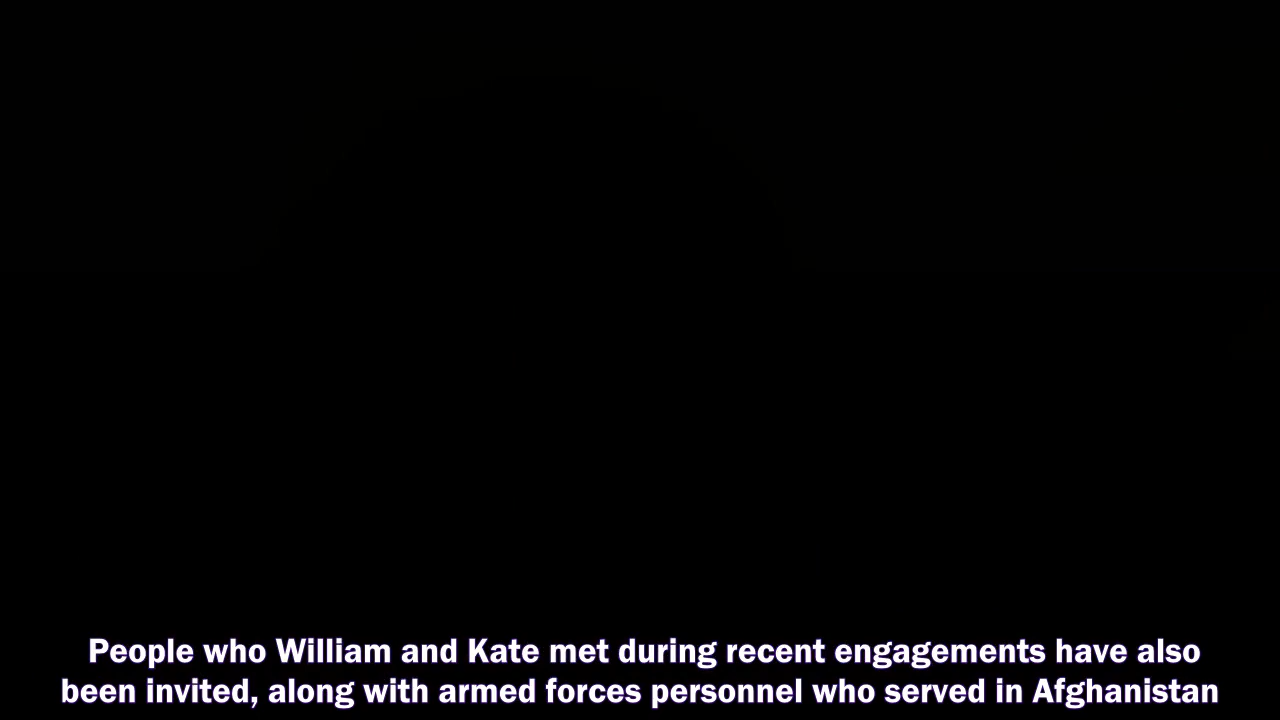 People who William and Kate met during recent engagements have also
been invited, along with armed forces personnel who served in Afghanistan